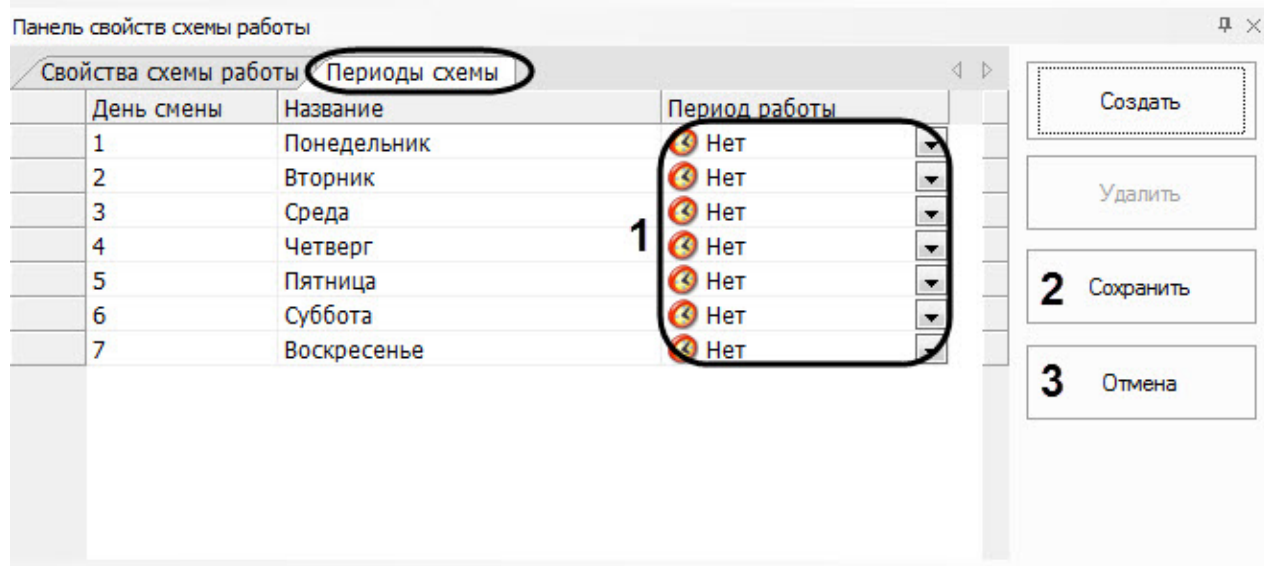 Панель свойств схемы работы
Свойства схемы работы Периоды схемы
День смены Название Период работы
1 Понедельник Нет
2 Вторник Нет
3 Среда Нет
4 Четверг Нет
5 Пятница Нет
6 Суббота Нет
7 Воскресенье Нет
1
Создать
Удалить
2 Сохранить
3 Отмена